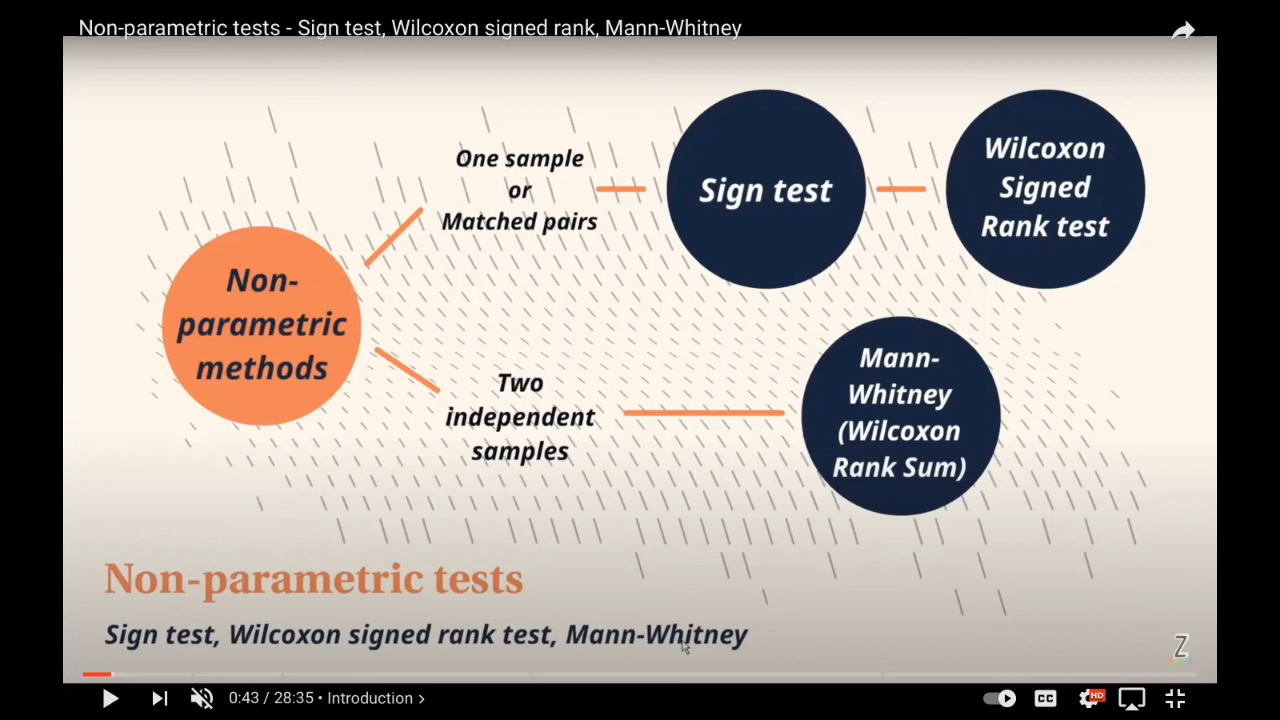 Non-parametric tests - Sign test, Wilcoxon signed rank, Mann-Whitney
One sample
or
Matched pairs
Sign test
Wilcoxon
Signed
Rank test
Non-
parametric
methods
Two
independent
samples
Mann-
Whitney
(Wilcoxon
Rank Sum)
Non-parametric tests
Sign test, Wilcoxon signed rank test, Mann-Whitney
Z
0:43 / 28:35 • Introduction >
CC
HD